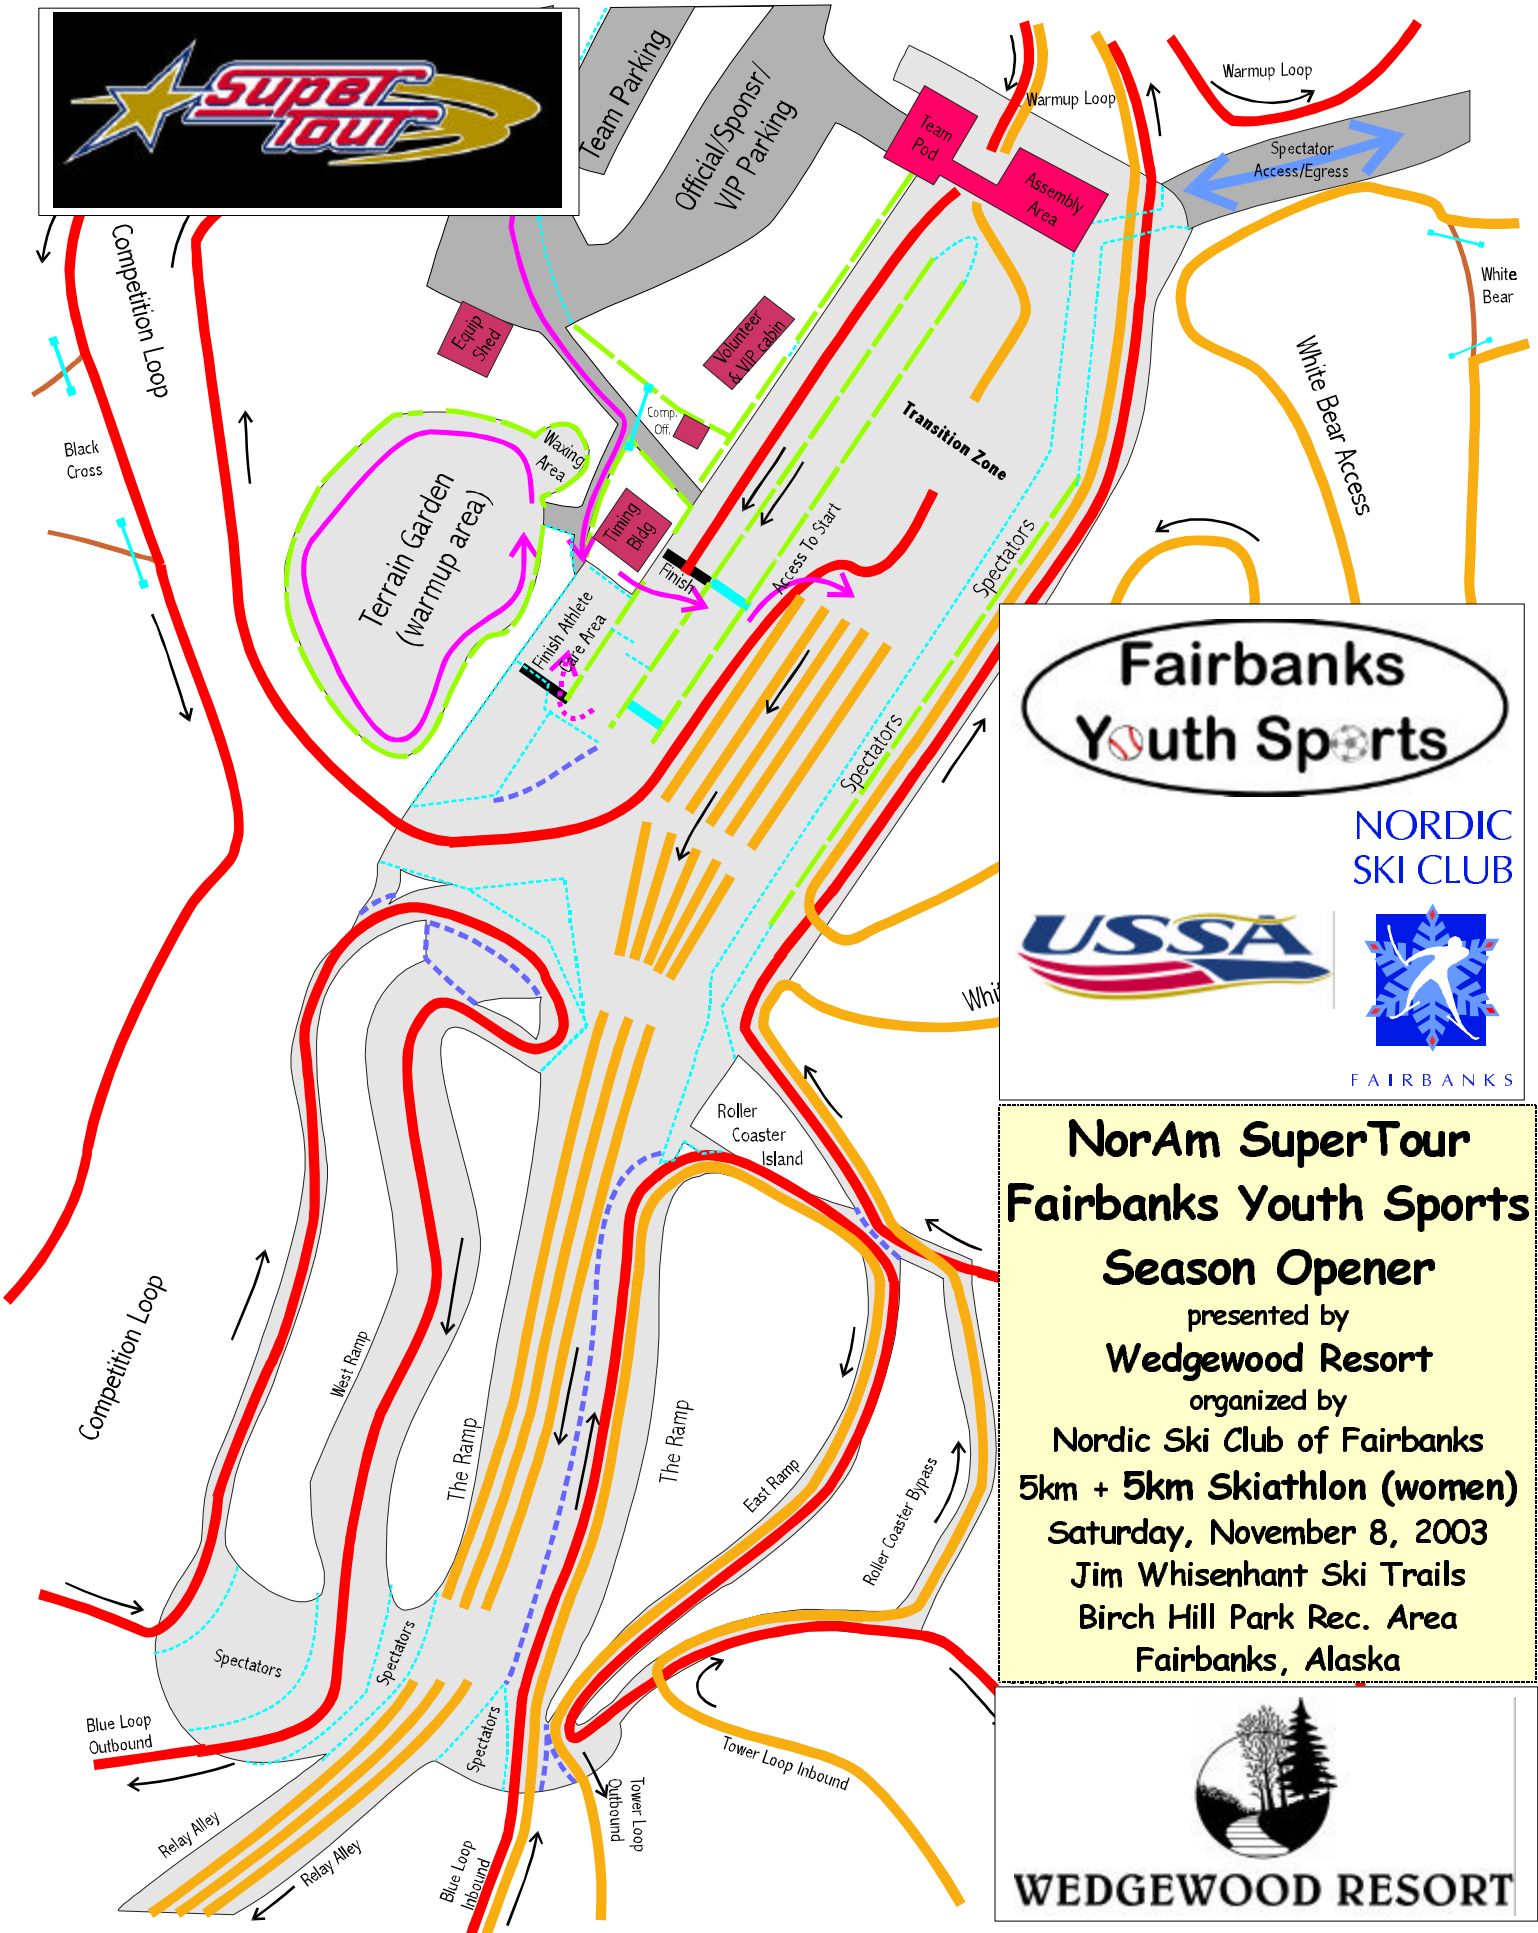 Super
Tour
Team Parking
Official/Sponsr/
VIP Parking
Team
Pod
Assembly
Area
Warmup Loop
Warmup Loop
Spectator
Access/Egress
Competition Loop
Equip
Shed
Volunteer
& VIP cabin
Comp.
Off.
White
Bear
White Bear Access
Black
Cross
Waxing
Area
Terrain Garden
(warmup area)
Timing
Bldg
Finish
Transition Zone
Access To Start
Spectators
Finish Athlete
Care Area
Spectators
Fairbanks
Youth Sports
NORDIC
SKI CLUB
USSA
FAIRBANKS
Whi
Roller
Coaster
Island
Competition Loop
West Ramp
The Ramp
The Ramp
East Ramp
Roller Coaster Bypass
Spectators
Spectators
Spectators
Blue Loop
Outbound
Relay Alley
Relay Alley
Blue Loop
Inbound
Tower Loop
Outbound
Tower Loop Inbound
NorAm SuperTour
Fairbanks Youth Sports
Season Opener
presented by
Wedgewood Resort
organized by
Nordic Ski Club of Fairbanks
5km + 5km Skiathlon (women)
Saturday, November 8, 2003
Jim Whisenhant Ski Trails
Birch Hill Park Rec. Area
Fairbanks, Alaska
WEDGEWOOD RESORT